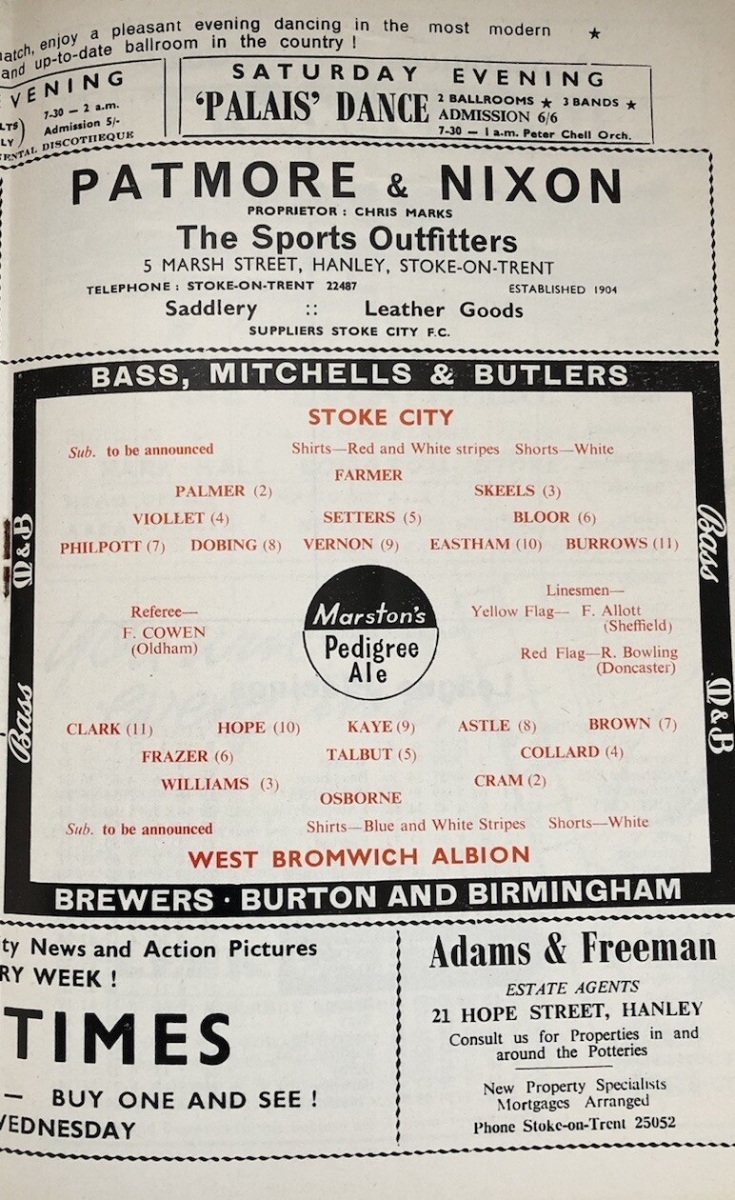 match, enjoy a pleasant evening dancing in the most modern ★
and up-to-date ballroom in the country !
EVENING
7-30 — 2 a.m.
Admission 5/-
DISCOTHEQUE
SATURDAY EVENING
'PALAIS' DANCE
2 BALLROOMS ★ 3 BANDS ★
ADMISSION 6/6
7-30 — 1 a.m. Peter Chell Orch.
PATMORE & NIXON
PROPRIETOR : CHRIS MARKS
The Sports Outfitters
5 MARSH STREET, HANLEY, STOKE-ON-TRENT
TELEPHONE : STOKE-ON-TRENT 22487 ESTABLISHED 1904
Saddlery :: Leather Goods
SUPPLIERS STOKE CITY F.C.
BASS, MITCHELLS & BUTLERS
STOKE CITY
Sub. to be announced Shirts—Red and White stripes Shorts—White
FARMER
PALMER (2) SKEELS (3)
VIOLLET (4) SETTERS (5) BLOOR (6)
PHILPOTT (7) DOBING (8) VERNON (9) EASTHAM (10) BURROWS (11)
M&B
Bass
Referee—
F. COWEN
(Oldham)
Marston's
Pedigree
Ale
Linesmen—
Yellow Flag— F. Allott
(Sheffield)
Red Flag—R. Bowling
(Doncaster)
Bass
M&B
CLARK (11) HOPE (10) KAYE (9) ASTLE (8) BROWN (7)
FRAZER (6) TALBUT (5) COLLARD (4)
WILLIAMS (3) CRAM (2)
OSBORNE
Sub. to be announced Shirts—Blue and White Stripes Shorts—White
WEST BROMWICH ALBION
BREWERS · BURTON AND BIRMINGHAM
ty News and Action Pictures
RY WEEK !
TIMES
— BUY ONE AND SEE !
WEDNESDAY
Adams & Freeman
ESTATE AGENTS
21 HOPE STREET, HANLEY
Consult us for Properties in and
around the Potteries
New Property Specialists
Mortgages Arranged
Phone Stoke-on-Trent 25052